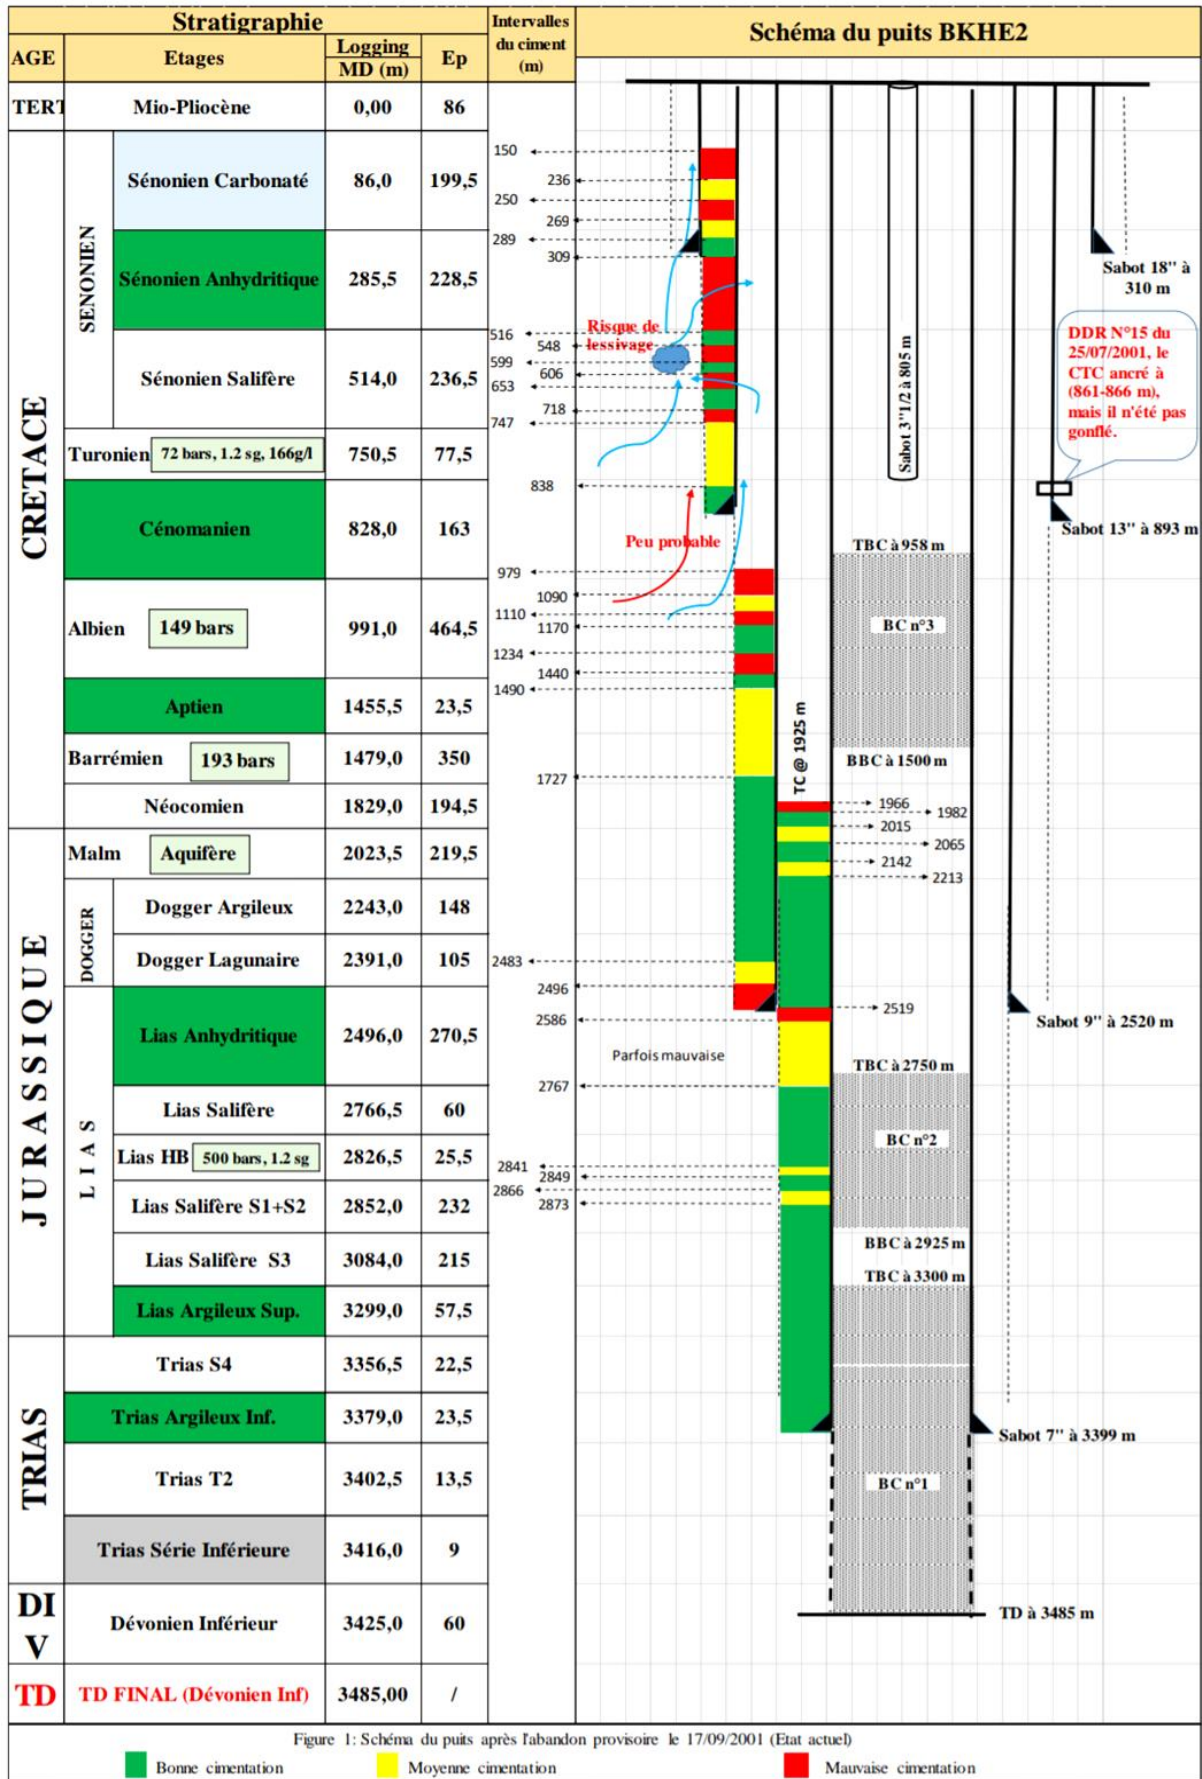 Stratigraphie
Intervalles
du ciment
(m)
Schéma du puits BKHE2
AGE
Etages
Logging
MD (m)
Ep
TERT
Mio-Pliocène 0,00 86
CRETACE
SENONIEN
Sénonien Carbonaté 86,0 199,5
Sénonien Anhydritique 285,5 228,5
Sénonien Salifère 514,0 236,5
Turonien 72 bars, 1.2 sg, 166g/l 750,5 77,5
Cénomanien 828,0 163
Albien 149 bars 991,0 464,5
Aptien 1455,5 23,5
Barrémien 193 bars 1479,0 350
Néocomien 1829,0 194,5
JURASSIQUE
Malm Aquifère 2023,5 219,5
DOGGER
Dogger Argileux 2243,0 148
Dogger Lagunaire 2391,0 105
LIAS
Lias Anhydritique 2496,0 270,5
Lias Salifère 2766,5 60
Lias HB 500 bars, 1.2 sg 2826,5 25,5
Lias Salifère S1+S2 2852,0 232
Lias Salifère S3 3084,0 215
Lias Argileux Sup. 3299,0 57,5
TRIAS
Trias S4 3356,5 22,5
Trias Argileux Inf. 3379,0 23,5
Trias T2 3402,5 13,5
Trias Série Inférieure 3416,0 9
DI
V
Dévonien Inférieur 3425,0 60
TD
TD FINAL (Dévonien Inf) 3485,00 /
150
236
250
269
289
309
516
548
599
606
653
718
747
838
979
1090
1110
1170
1234
1440
1490
1727
2483
2496
2586
2767
2841
2849
2866
2873
Risque de
lessivage
Peu probable
Parfois mauvaise
TC @ 1925 m
Sabot 3"1/2 à 805 m
TBC à 958 m
BC n°3
BBC à 1500 m
1966
1982
2015
2065
2142
2213
2519
TBC à 2750 m
BC n°2
BBC à 2925 m
TBC à 3300 m
BC n°1
Sabot 18" à
310 m
DDR N°15 du
25/07/2001, le
CTC ancré à
(861-866 m),
mais il n'été pas
gonflé.
Sabot 13" à 893 m
Sabot 9" à 2520 m
Sabot 7" à 3399 m
TD à 3485 m
Figure 1: Schéma du puits après l'abandon provisoire le 17/09/2001 (Etat actuel)
Bonne cimentation
Moyenne cimentation
Mauvaise cimentation